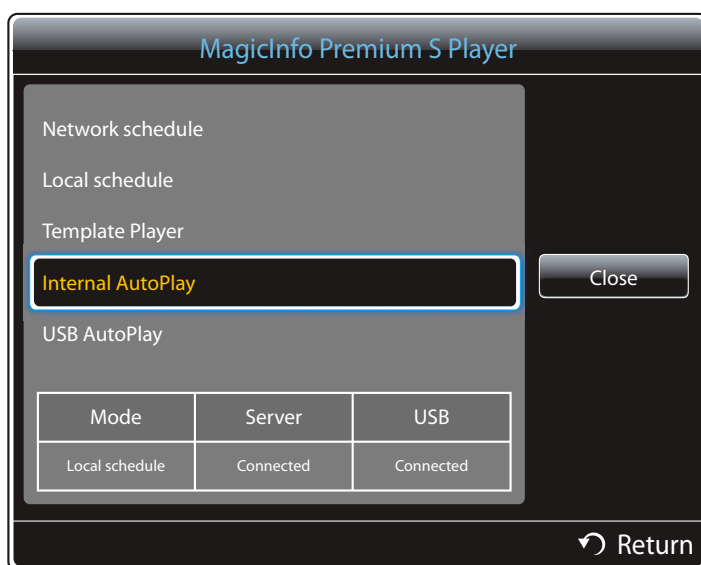 MagicInfo Premium S Player
Network schedule
Local schedule
Template Player
Internal AutoPlay
Close
USB AutoPlay
Mode Server USB
Local schedule Connected Connected
Return